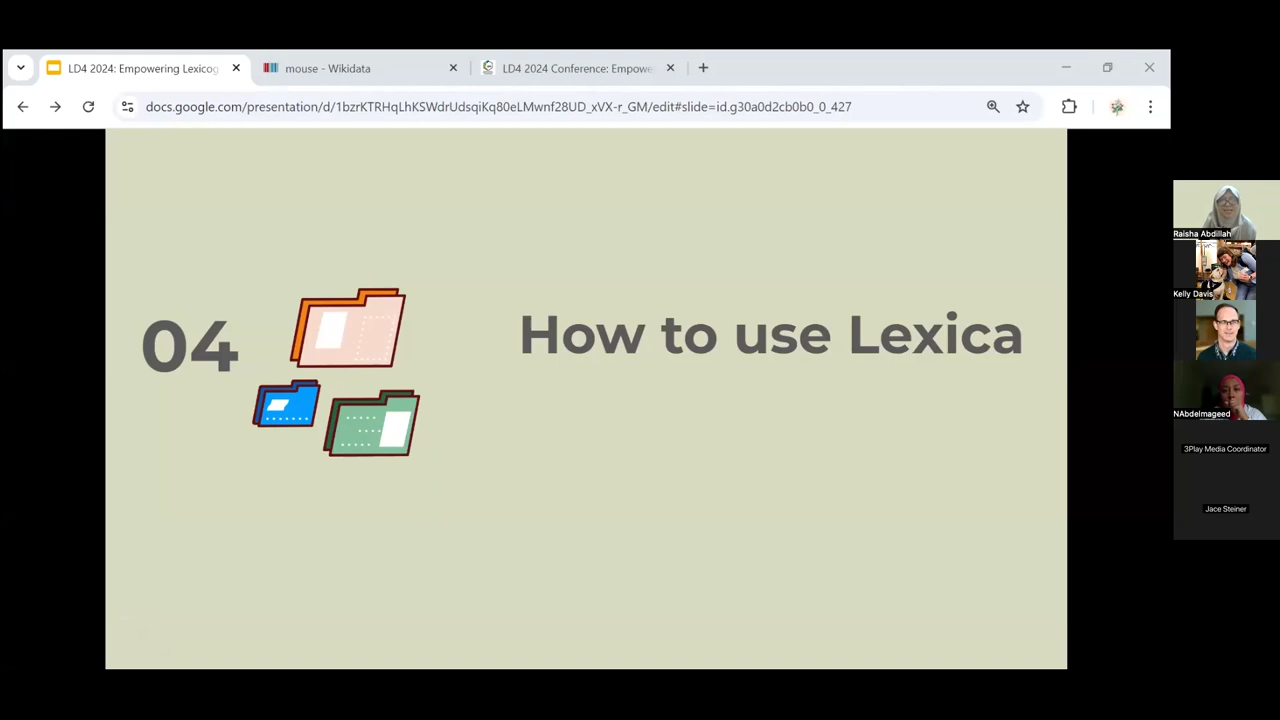 LD4 2024: Empowering Lexicog
mouse - Wikidata
LD4 2024 Conference: Empowe
docs.google.com/presentation/d/1bzrKTRHqLhKSWdrUdsqiKq80eLMwnf28UD_xVX-r_GM/edit#slide=id.g30a0d2cb0b0_0_427
04
How to use Lexica
Raisha Abdillah
Kelly Davis
NAbdelmageed
3Play Media Coordinator
Jace Steiner